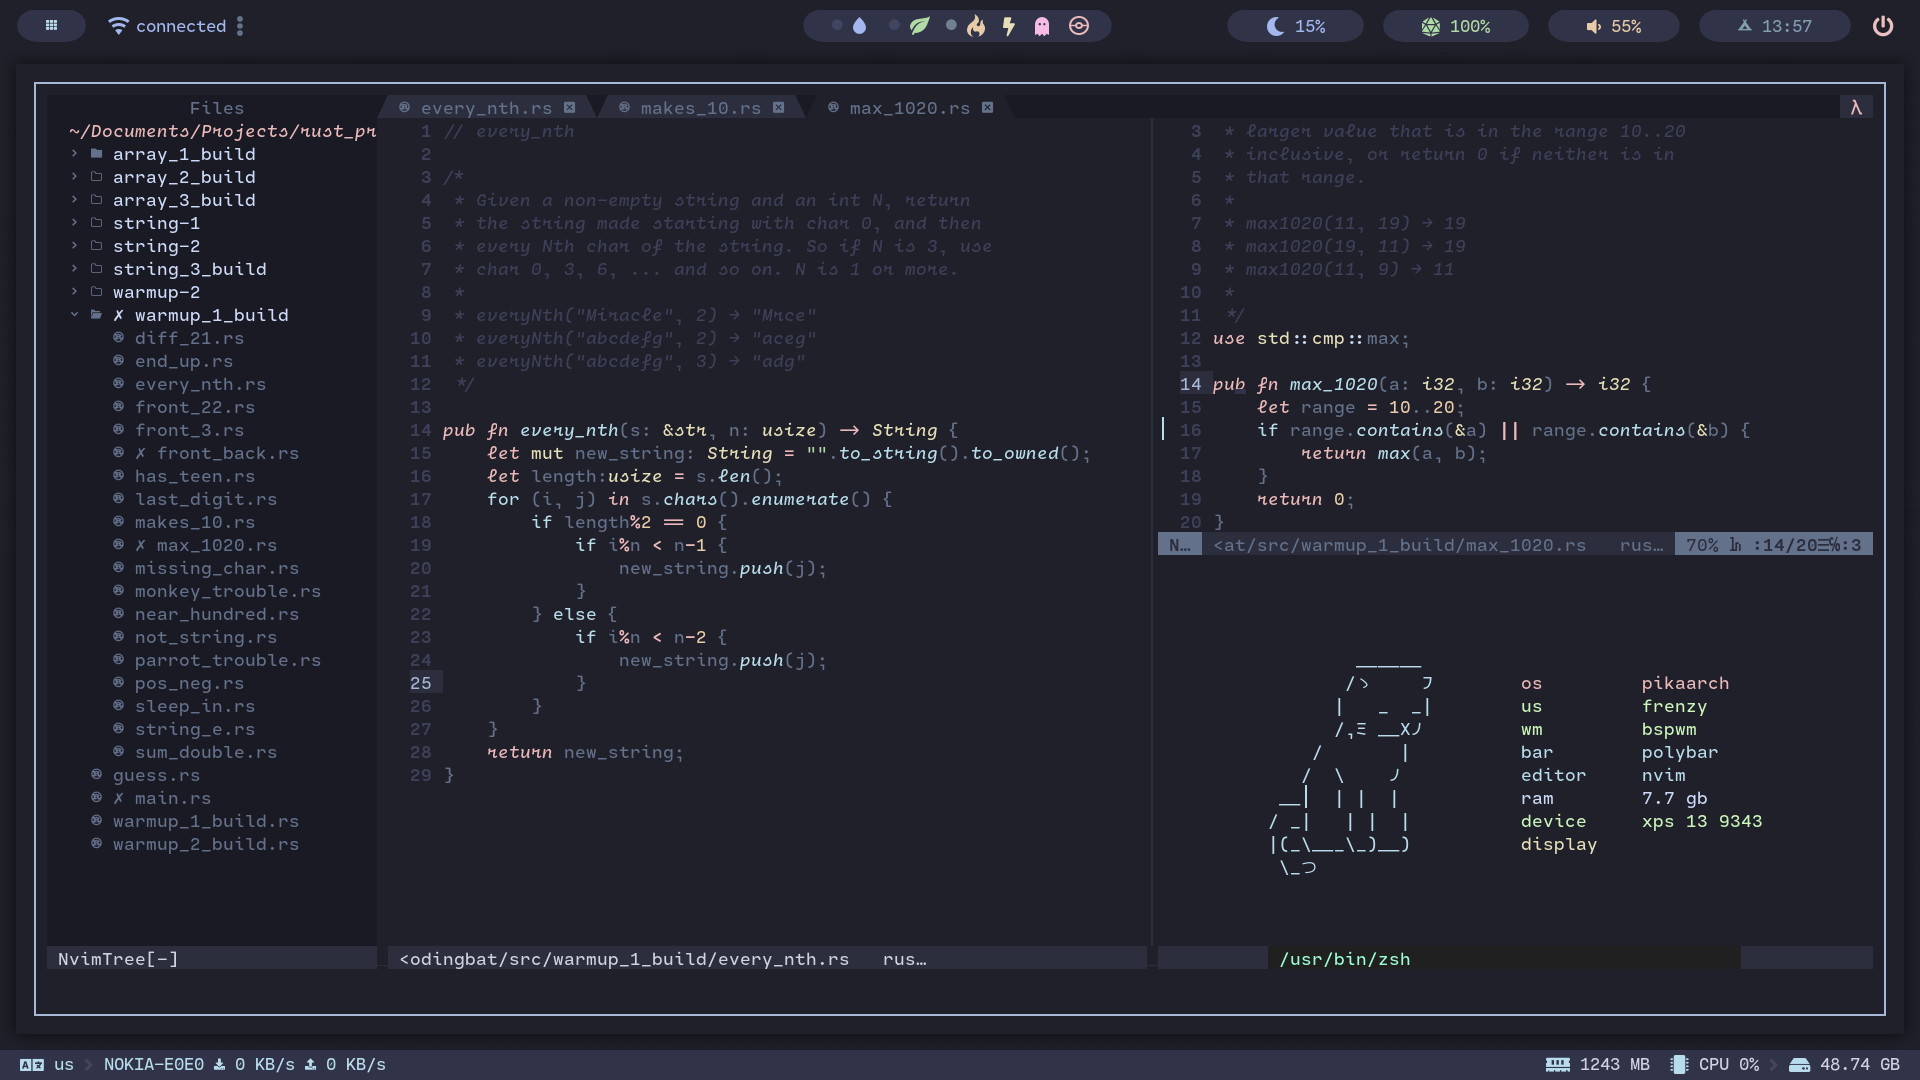 connected
15%
100%
55%
13:57
Files
~/Documents/Projects/rust_pr
array_1_build
array_2_build
array_3_build
string-1
string-2
string_3_build
warmup-2
✗ warmup_1_build
diff_21.rs
end_up.rs
every_nth.rs
front_22.rs
front_3.rs
✗ front_back.rs
has_teen.rs
last_digit.rs
makes_10.rs
✗ max_1020.rs
missing_char.rs
monkey_trouble.rs
near_hundred.rs
not_string.rs
parrot_trouble.rs
pos_neg.rs
sleep_in.rs
string_e.rs
sum_double.rs
guess.rs
✗ main.rs
warmup_1_build.rs
warmup_2_build.rs
NvimTree[-]
every_nth.rs makes_10.rs max_1020.rs λ
1 // every_nth
2
3 /*
4  * Given a non-empty string and an int N, return
5  * the string made starting with char 0, and then
6  * every Nth char of the string. So if N is 3, use
7  * char 0, 3, 6, ... and so on. N is 1 or more.
8  *
9  * everyNth("Miracle", 2) → "Mrce"
10  * everyNth("abcdefg", 2) → "aceg"
11  * everyNth("abcdefg", 3) → "adg"
12  */
13
14 pub fn every_nth(s: &str, n: usize) → String {
15     let mut new_string: String = "".to_string().to_owned();
16     let length:usize = s.len();
17     for (i, j) in s.chars().enumerate() {
18         if length%2 == 0 {
19             if i%n < n-1 {
20                 new_string.push(j);
21             }
22         } else {
23             if i%n < n-2 {
24                 new_string.push(j);
25             }
26         }
27     }
28     return new_string;
29 }
<odingbat/src/warmup_1_build/every_nth.rs rus…
3  * larger value that is in the range 10..20
4  * inclusive, or return 0 if neither is in
5  * that range.
6  *
7  * max1020(11, 19) → 19
8  * max1020(19, 11) → 19
9  * max1020(11, 9) → 11
10  *
11  */
12 use std::cmp::max;
13
14 pub fn max_1020(a: i32, b: i32) → i32 {
15     let range = 10..20;
16     if range.contains(&a) || range.contains(&b) {
17         return max(a, b);
18     }
19     return 0;
20 }
N… <at/src/warmup_1_build/max_1020.rs rus… 70% ㏑ :14/20☰℅:3
os pikaarch
us frenzy
wm bspwm
bar polybar
editor nvim
ram 7.7 gb
device xps 13 9343
display
/usr/bin/zsh
us NOKIA-E0E0 0 KB/s 0 KB/s
1243 MB CPU 0% 48.74 GB